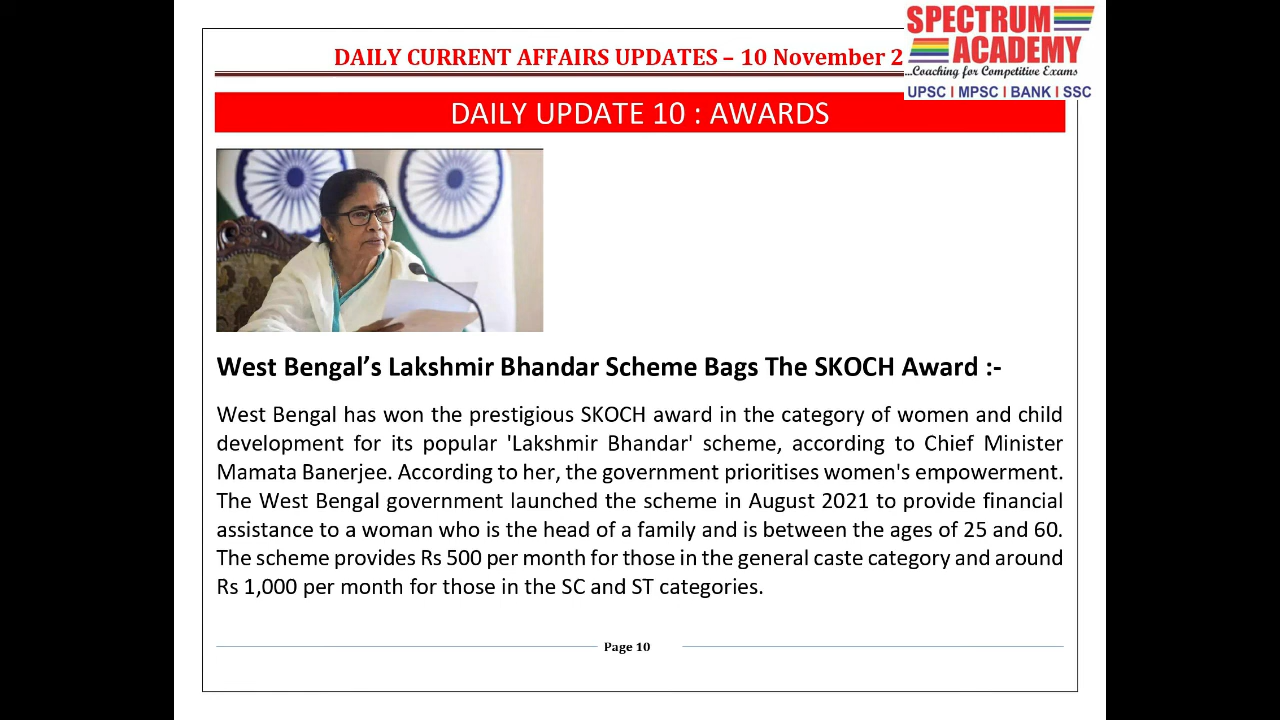 SPECTRUM
ACADEMY
...Coaching for Competitive Exams
UPSC | MPSC | BANK | SSC
DAILY CURRENT AFFAIRS UPDATES – 10 November 2
DAILY UPDATE 10 : AWARDS
West Bengal’s Lakshmir Bhandar Scheme Bags The SKOCH Award :-
West Bengal has won the prestigious SKOCH award in the category of women and child
development for its popular 'Lakshmir Bhandar' scheme, according to Chief Minister
Mamata Banerjee. According to her, the government prioritises women's empowerment.
The West Bengal government launched the scheme in August 2021 to provide financial
assistance to a woman who is the head of a family and is between the ages of 25 and 60.
The scheme provides Rs 500 per month for those in the general caste category and around
Rs 1,000 per month for those in the SC and ST categories.
Page 10